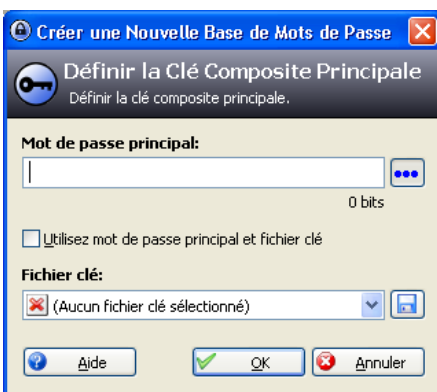 Créer une Nouvelle Base de Mots de Passe
Définir la Clé Composite Principale
Définir la clé composite principale.
Mot de passe principal:
0 bits
Utilisez mot de passe principal et fichier clé
Fichier clé:
(Aucun fichier clé sélectionné)
Aide OK Annuler